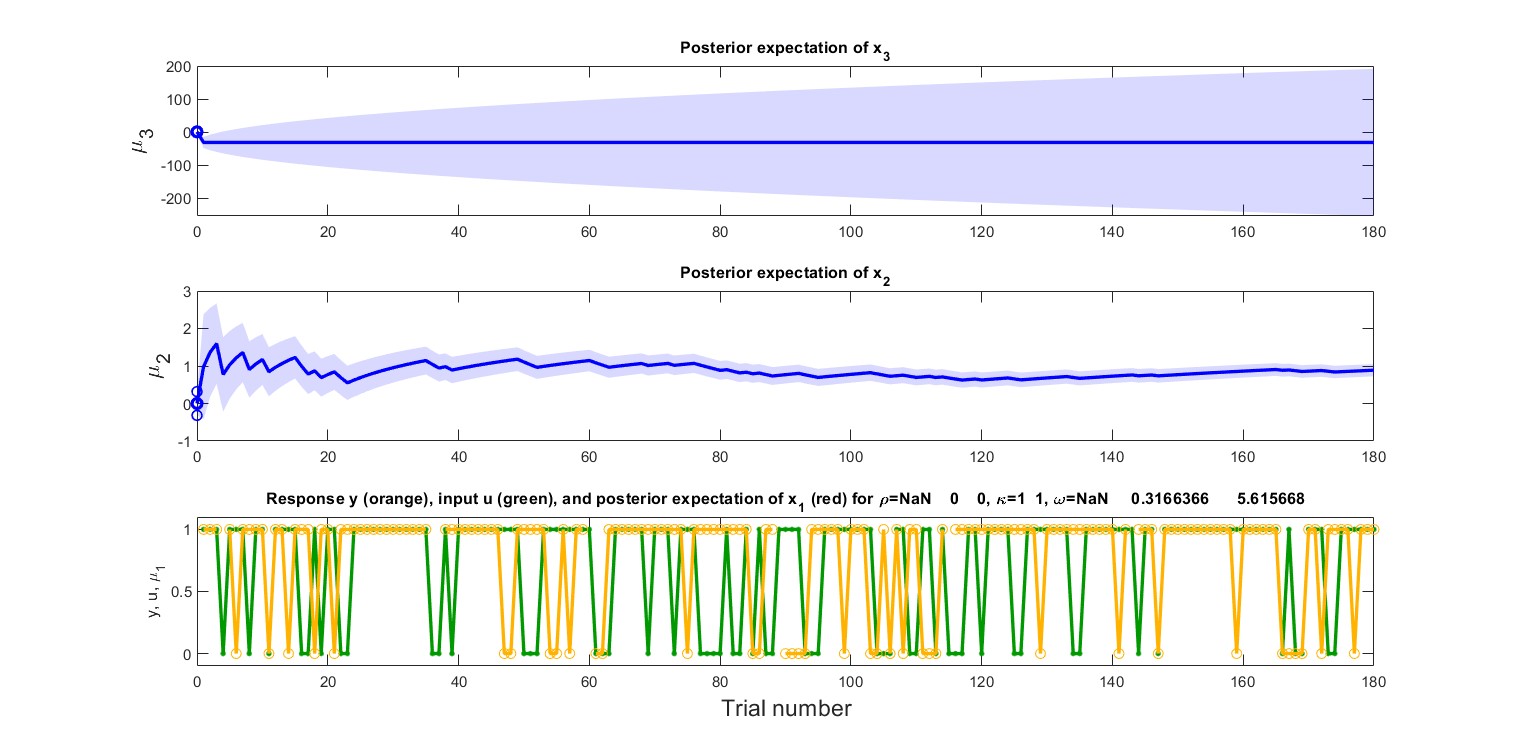 Posterior expectation of x3
200
100
0
-100
-200
μ3
0 20 40 60 80 100 120 140 160 180
Posterior expectation of x2
3
2
1
0
-1
μ2
0 20 40 60 80 100 120 140 160 180
Response y (orange), input u (green), and posterior expectation of x1 (red) for ρ=NaN 0 0, κ=1 1, ω=NaN 0.3166366 5.615668
1
0.5
0
y, u, μ1
0 20 40 60 80 100 120 140 160 180
Trial number